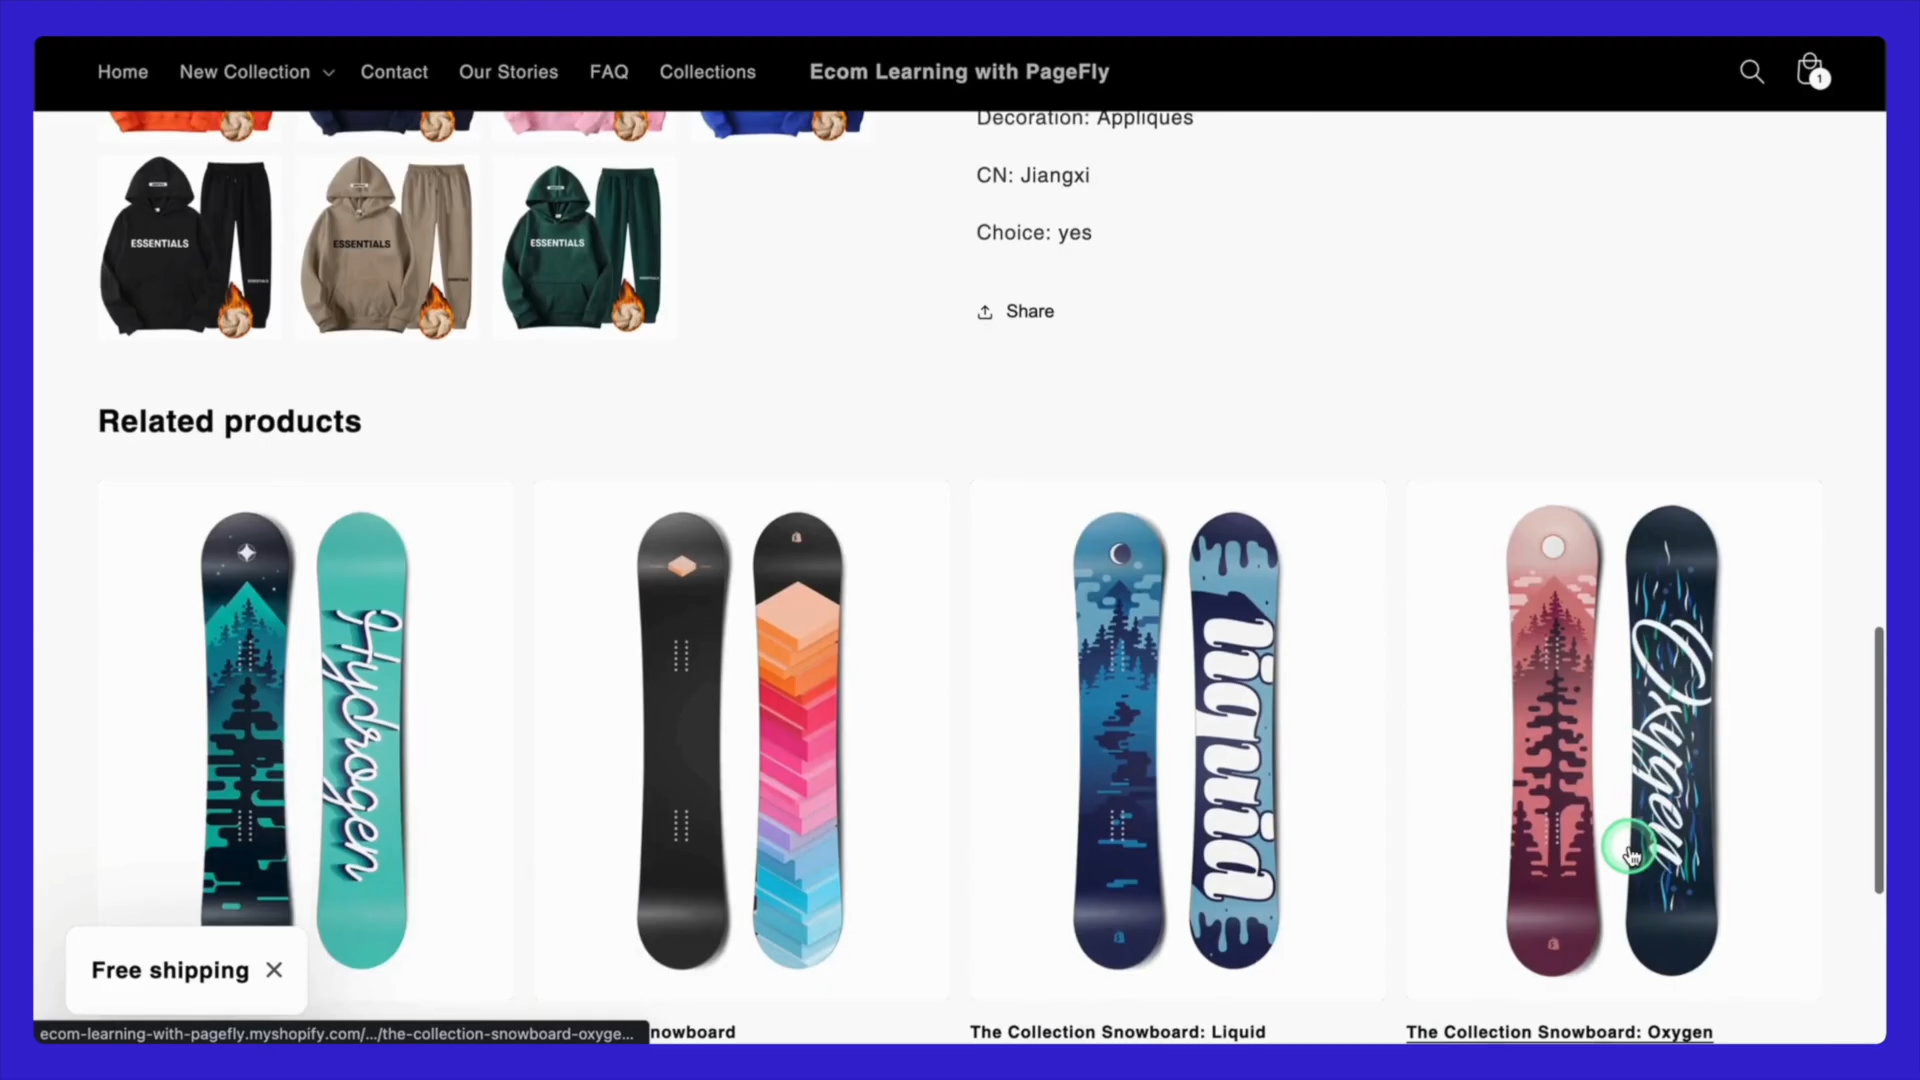 Home New Collection Contact Our Stories FAQ Collections Ecom Learning with PageFly 1
Decoration: Appliques
CN: Jiangxi
Choice: yes
ESSENTIALS ESSENTIALS ESSENTIALS
Share
Related products
Hydrogen liquid Oxygen
Free shipping
ecom-learning-with-pagefly.myshopify.com/.../the-collection-snowboard-oxyge...
nowboard The Collection Snowboard: Liquid The Collection Snowboard: Oxygen